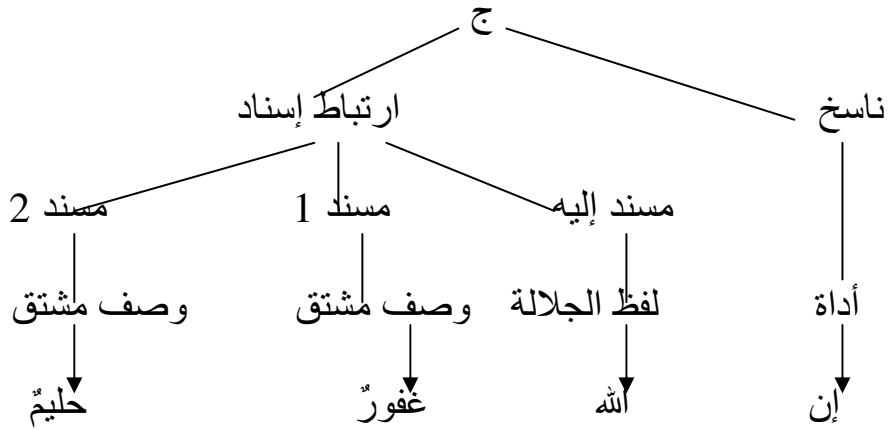 ج
ناسخ ارتباط إسناد
مسند إليه مسند 1 مسند 2
أداة لفظ الجلالة وصف مشتق وصف مشتق
إن الله غفورٌ حليمٌ